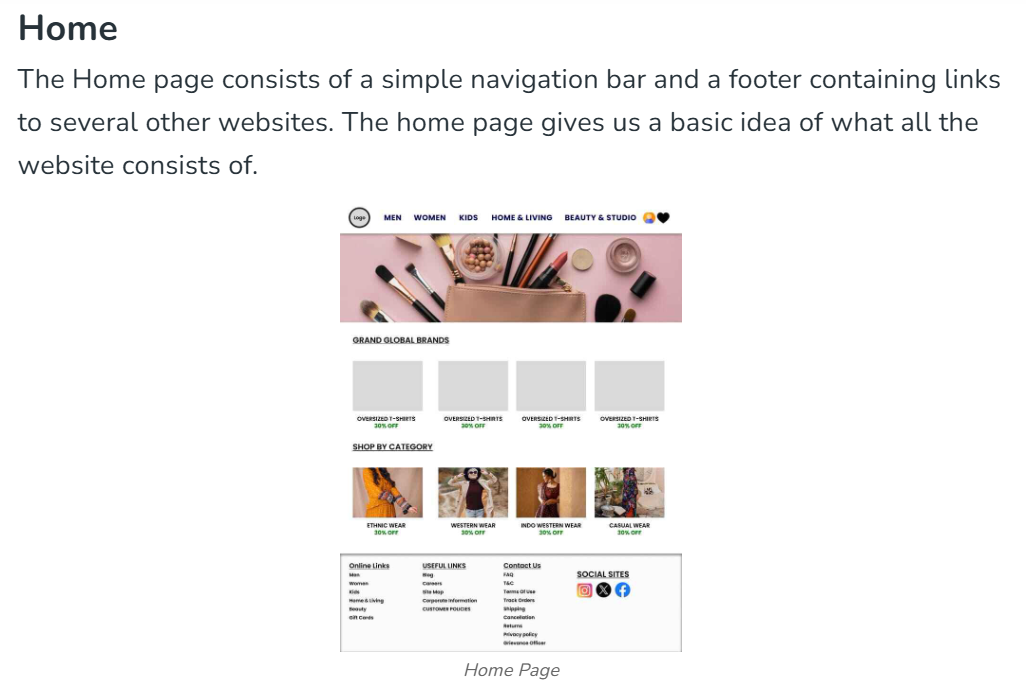 Home
The Home page consists of a simple navigation bar and a footer containing links
to several other websites. The home page gives us a basic idea of what all the
website consists of.
Logo MEN WOMEN KIDS HOME & LIVING BEAUTY & STUDIO
GRAND GLOBAL BRANDS
OVERSIZED T-SHIRTS OVERSIZED T-SHIRTS OVERSIZED T-SHIRTS OVERSIZED T-SHIRTS
30% OFF 30% OFF 30% OFF 30% OFF
SHOP BY CATEGORY
ETHNIC WEAR WESTERN WEAR INDO WESTERN WEAR CASUAL WEAR
30% OFF 30% OFF 30% OFF 30% OFF
Online Links
Men
Women
Kids
Home & Living
Beauty
Gift Cards
USEFUL LINKS
Blog
Careers
Site Map
Corporate Information
CUSTOMER POLICIES
Contact Us
FAQ
T&C
Terms Of Use
Track Orders
Shipping
Cancellation
Returns
Privacy policy
Grievance Officer
SOCIAL SITES
Home Page